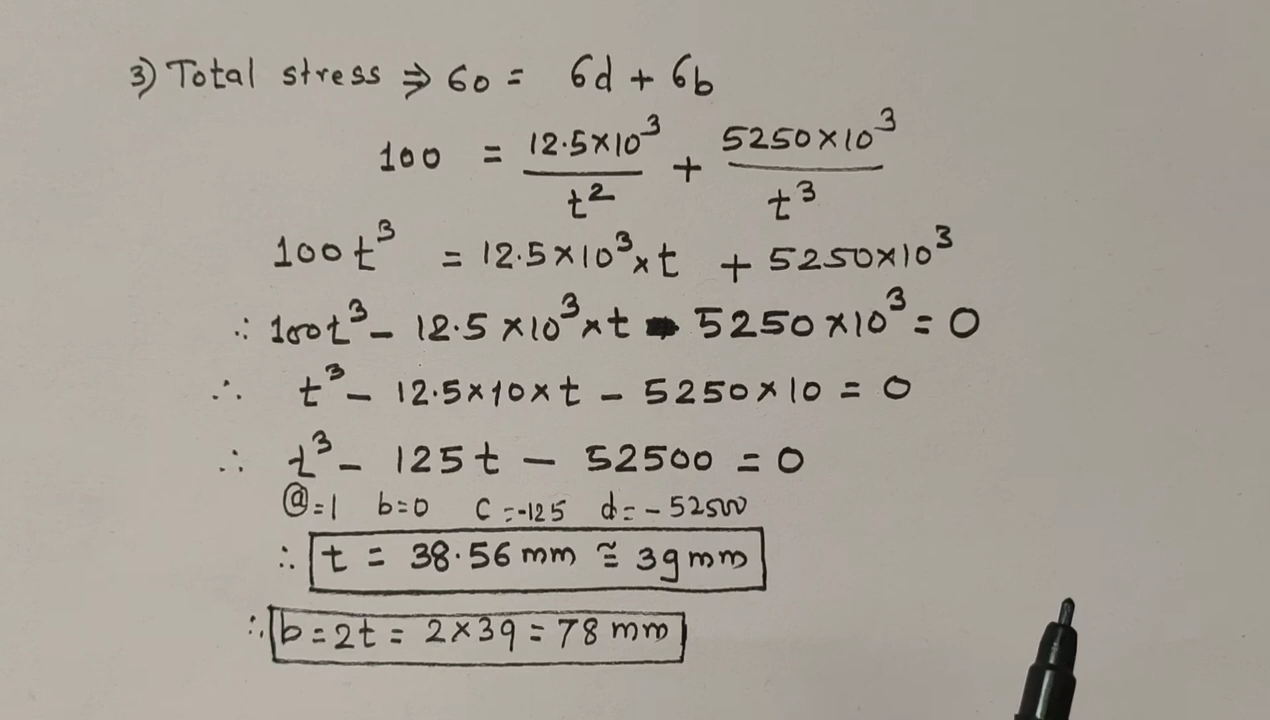 3) Total stress ⇒ 6o = 6d + 6b
100 = 12.5×10³/t² + 5250×10³/t³
100t³ = 12.5×10³×t + 5250×10³
∴ 100t³ - 12.5×10³×t - 5250×10³ = 0
∴ t³ - 12.5×10×t - 5250×10 = 0
∴ t³ - 125t - 52500 = 0
@=1 b=0 C=-125 d=-52500
∴ t = 38.56 mm ≅ 39 mm
∴ b = 2t = 2×39 = 78 mm